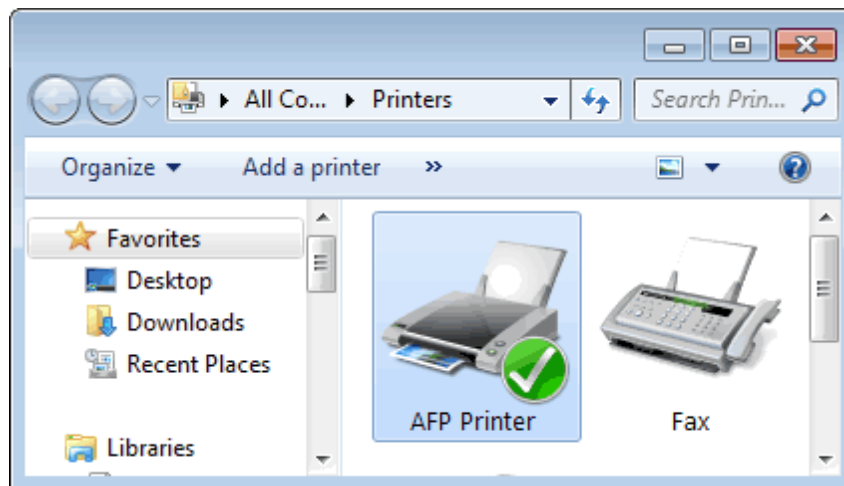 All Co... Printers
Search Prin...
Organize Add a printer »
Favorites
Desktop
Downloads
Recent Places
Libraries
AFP Printer
Fax